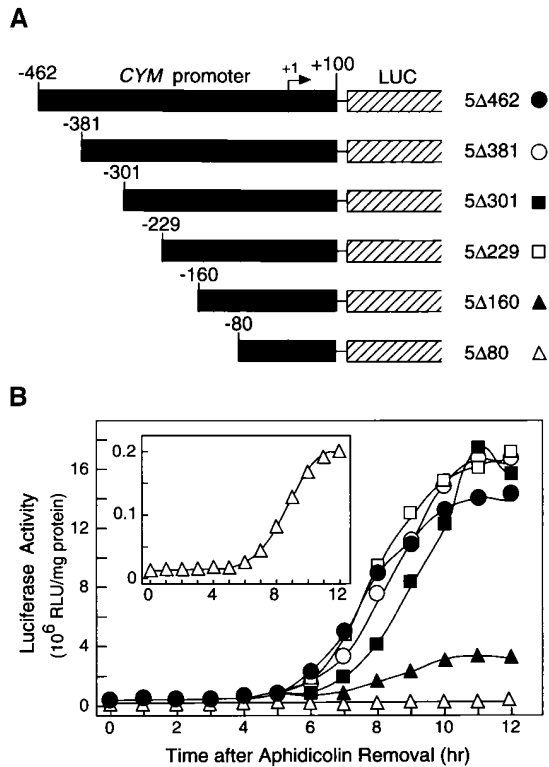 A
-462 CYM promoter +1 +100 LUC
5Δ462
-381
5Δ381
-301
5Δ301
-229
5Δ229
-160
5Δ160
-80
5Δ80
B
Luciferase Activity
(10⁶ RLU/mg protein)
16
12
8
4
0
0.2
0.1
0
0 4 8 12
0 2 4 6 8 10 12
Time after Aphidicolin Removal (hr)